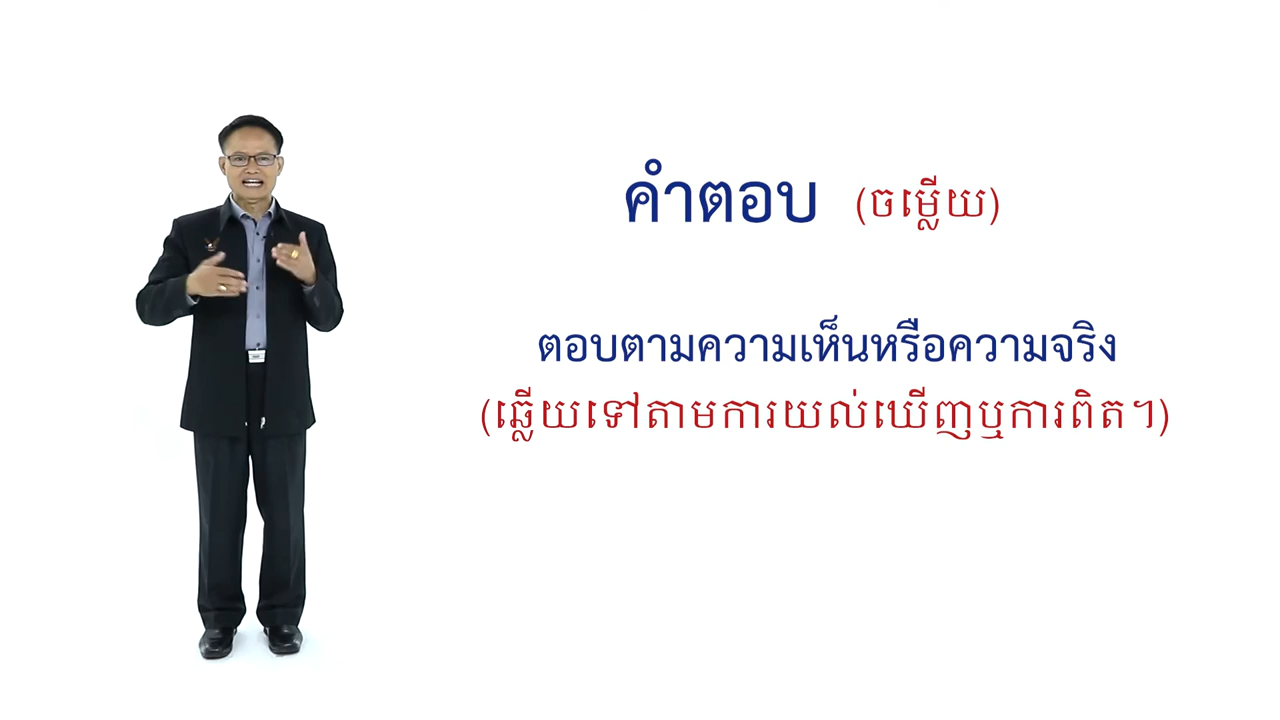 คำตอบ (ចម្លើយ)
ตอบตามความเห็นหรือความจริง
(ឆ្លើយទៅតាមការយល់ឃើញឬការពិត។)